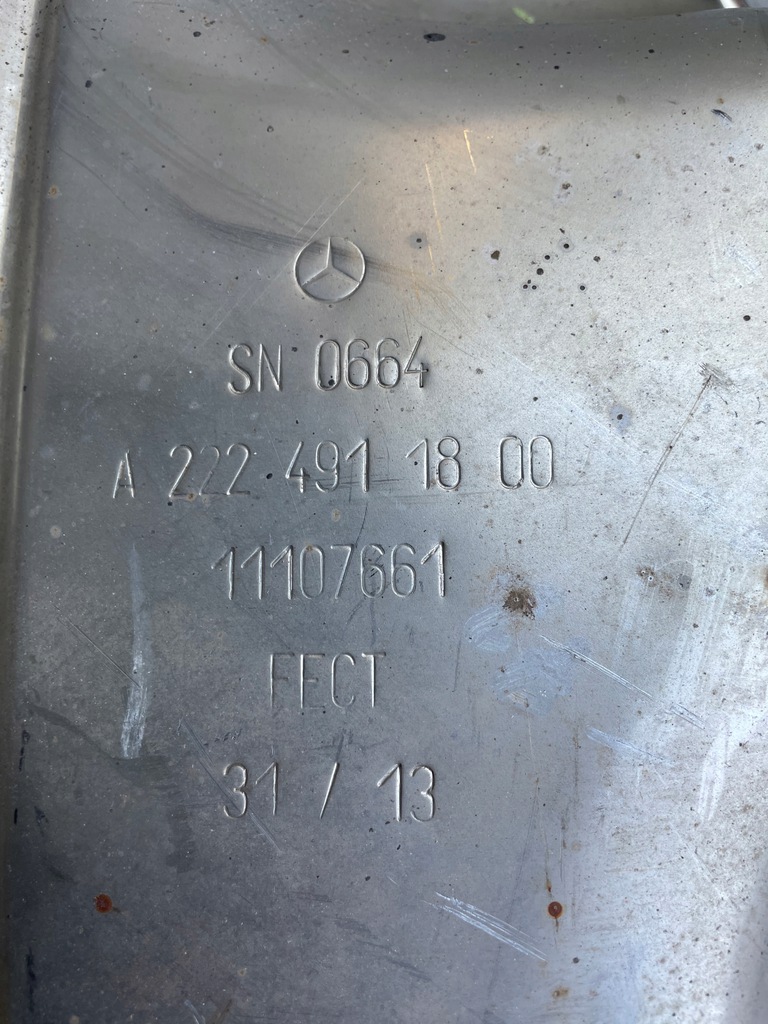 SN 0664
A 222 491 18 00
11107661
FECT
31 / 13